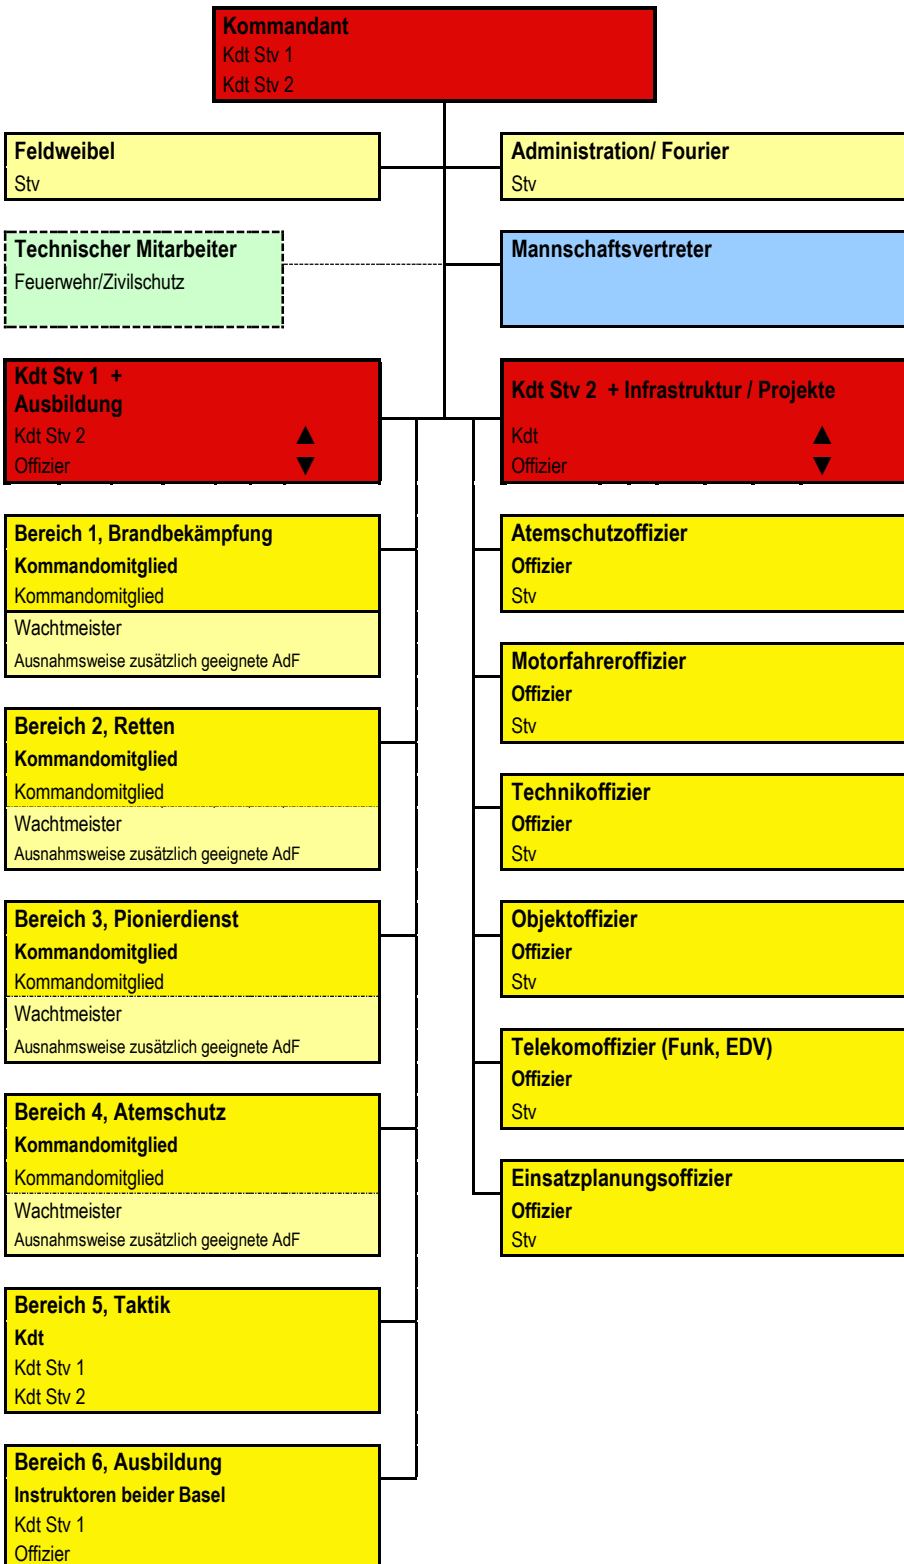 Kommandant
Kdt Stv 1
Kdt Stv 2
Feldweibel
Stv
Administration/ Fourier
Stv
Technischer Mitarbeiter
Feuerwehr/Zivilschutz
Mannschaftsvertreter
Kdt Stv 1 +
Ausbildung
Kdt Stv 2 ▲
Offizier ▼
Kdt Stv 2 + Infrastruktur / Projekte
Kdt ▲
Offizier ▼
Bereich 1, Brandbekämpfung
Kommandomitglied
Kommandomitglied
Wachtmeister
Ausnahmsweise zusätzlich geeignete AdF
Bereich 2, Retten
Kommandomitglied
Kommandomitglied
Wachtmeister
Ausnahmsweise zusätzlich geeignete AdF
Bereich 3, Pionierdienst
Kommandomitglied
Kommandomitglied
Wachtmeister
Ausnahmsweise zusätzlich geeignete AdF
Bereich 4, Atemschutz
Kommandomitglied
Kommandomitglied
Wachtmeister
Ausnahmsweise zusätzlich geeignete AdF
Bereich 5, Taktik
Kdt
Kdt Stv 1
Kdt Stv 2
Bereich 6, Ausbildung
Instruktoren beider Basel
Kdt Stv 1
Offizier
Atemschutzoffizier
Offizier
Stv
Motorfahreroffizier
Offizier
Stv
Technikoffizier
Offizier
Stv
Objektoffizier
Offizier
Stv
Telekomoffizier (Funk, EDV)
Offizier
Stv
Einsatzplanungsoffizier
Offizier
Stv